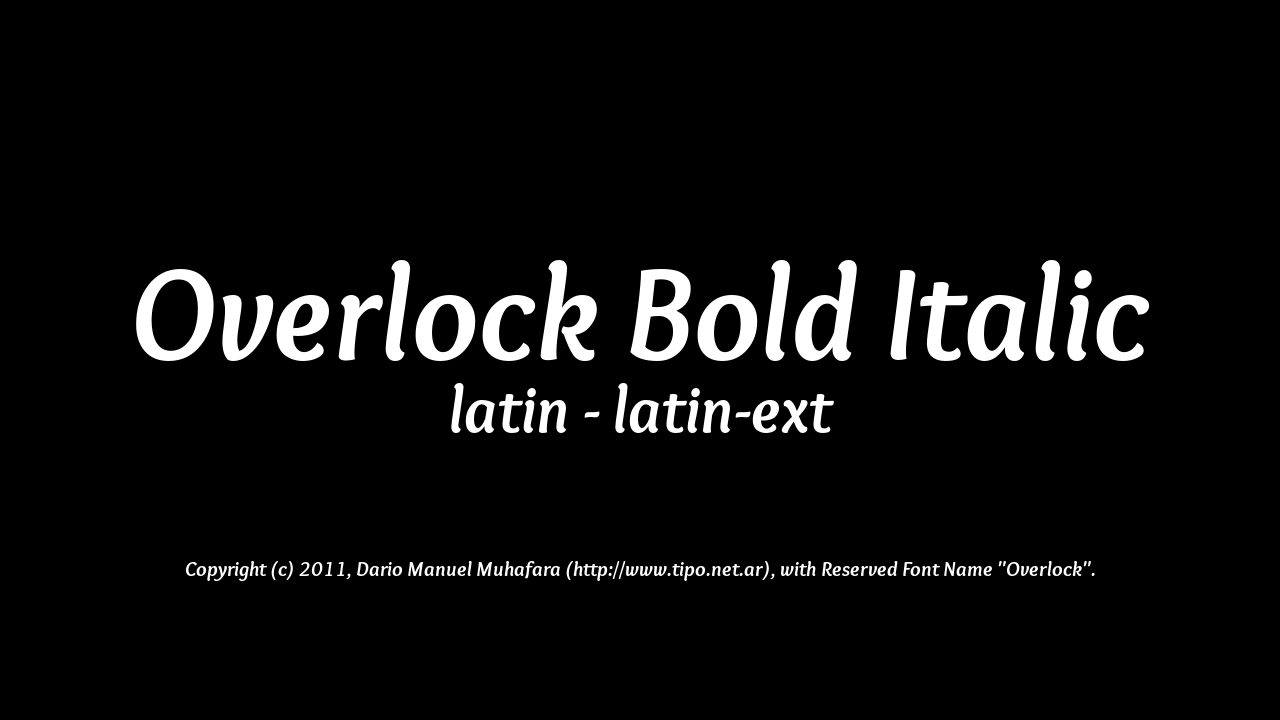 Overlock Bold Italic
latin - latin-ext
Copyright (c) 2011, Dario Manuel Muhafara (http://www.tipo.net.ar), with Reserved Font Name "Overlock".